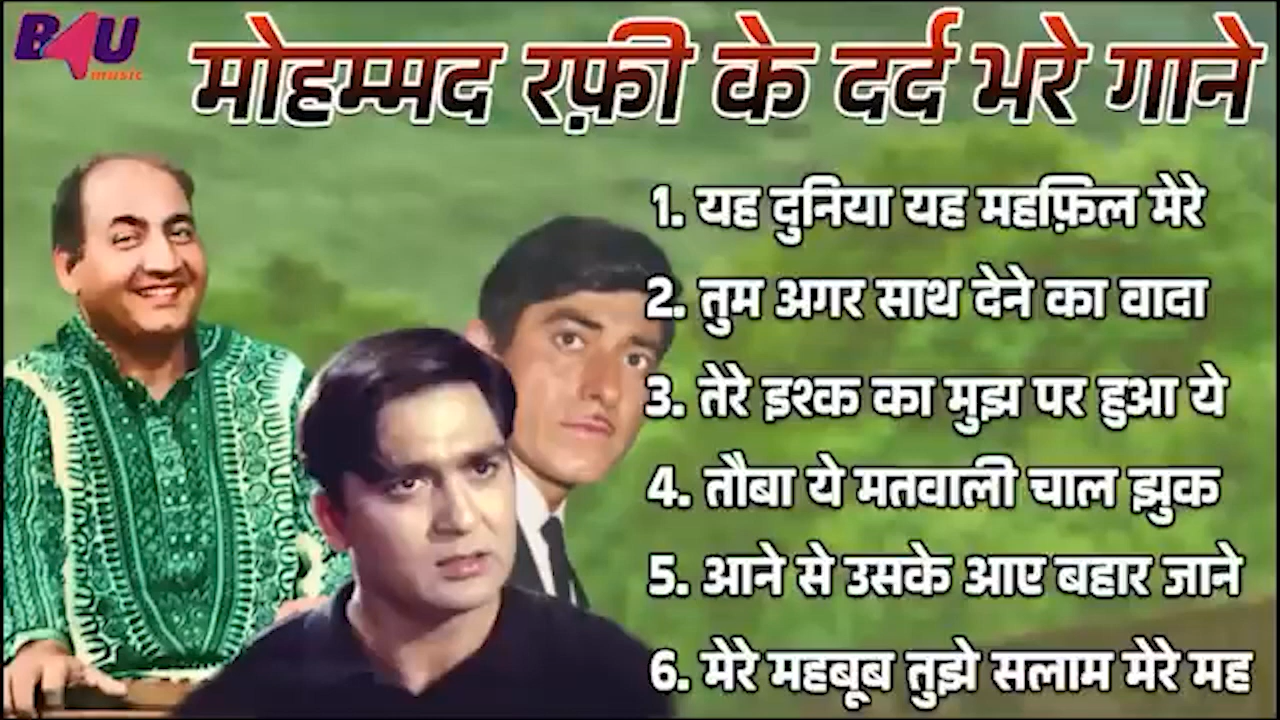 B4U music
मोहम्मद रफ़ी के दर्द भरे गाने
1. यह दुनिया यह महफ़िल मेरे
2. तुम अगर साथ देने का वादा
3. तेरे इश्क का मुझ पर हुआ ये
4. तौबा ये मतवाली चाल झुक
5. आने से उसके आए बहार जाने
6. मेरे महबूब तुझे सलाम मेरे मह